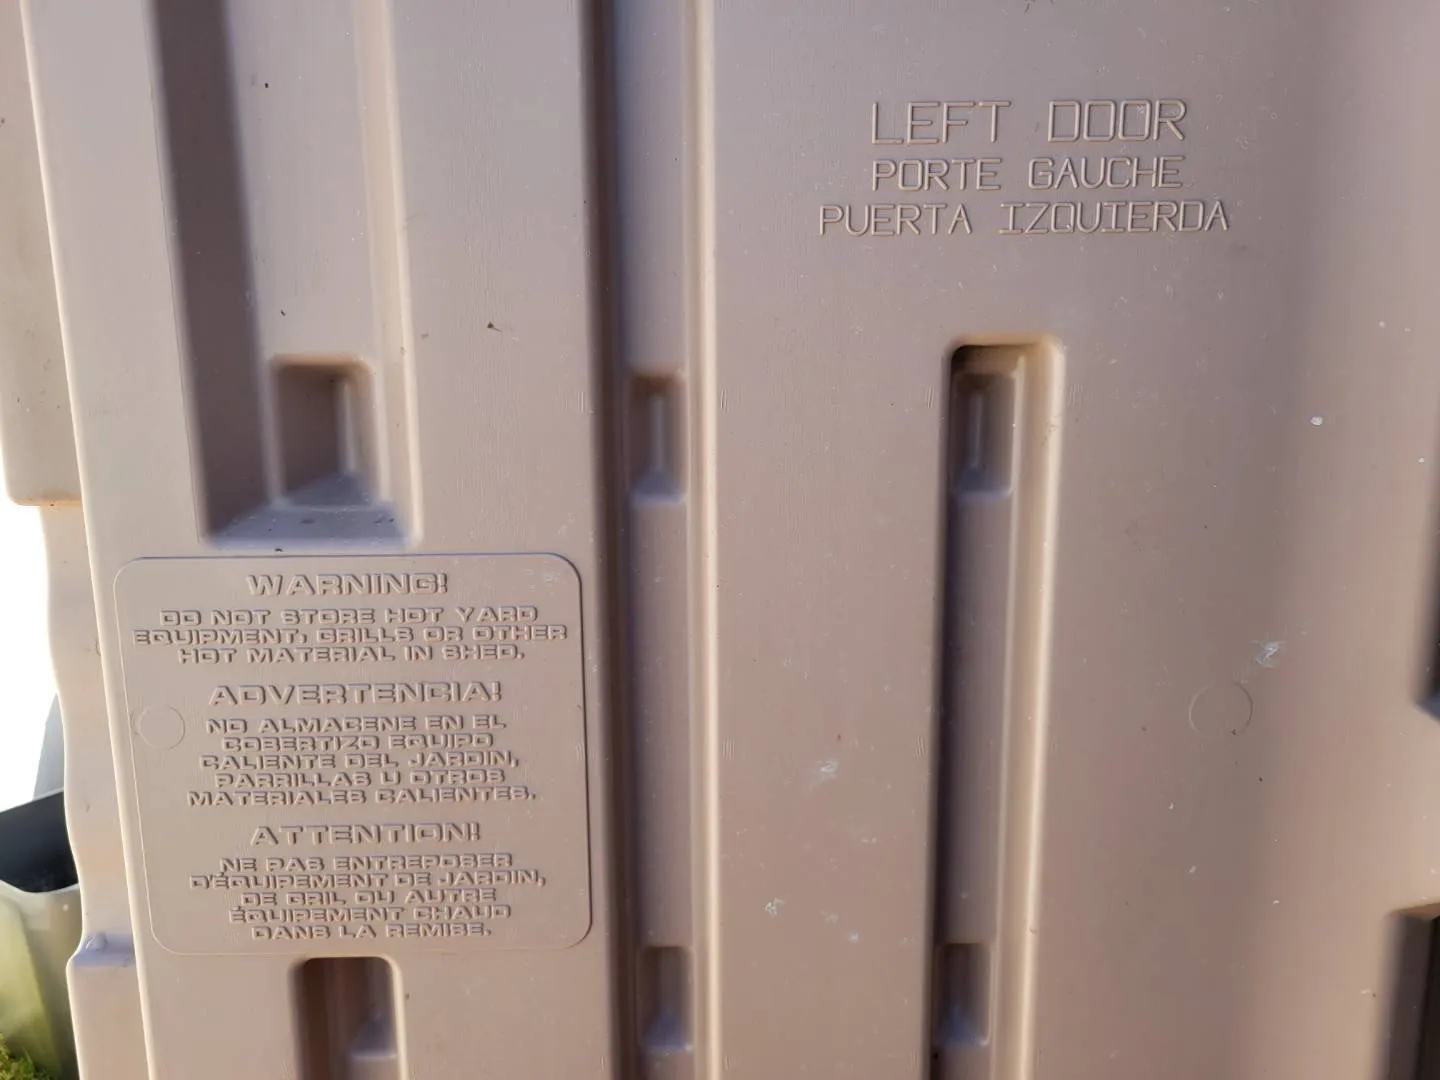 LEFT DOOR
PORTE GAUCHE
PUERTA IZQUIERDA
WARNING!
DO NOT STORE HOT YARD
EQUIPMENT, GRILLS OR OTHER
HOT MATERIAL IN SHED.
ADVERTENCIA!
NO ALMACENE EN EL
COBERTIZO EQUIPO
CALIENTE DEL JARDIN,
PARRILLAS U OTROS
MATERIALES CALIENTES.
ATTENTION!
NE PAS ENTREPOSER
D'ÉQUIPEMENT DE JARDIN,
DE GRIL OU AUTRE
ÉQUIPEMENT CHAUD
DANS LA REMISE.